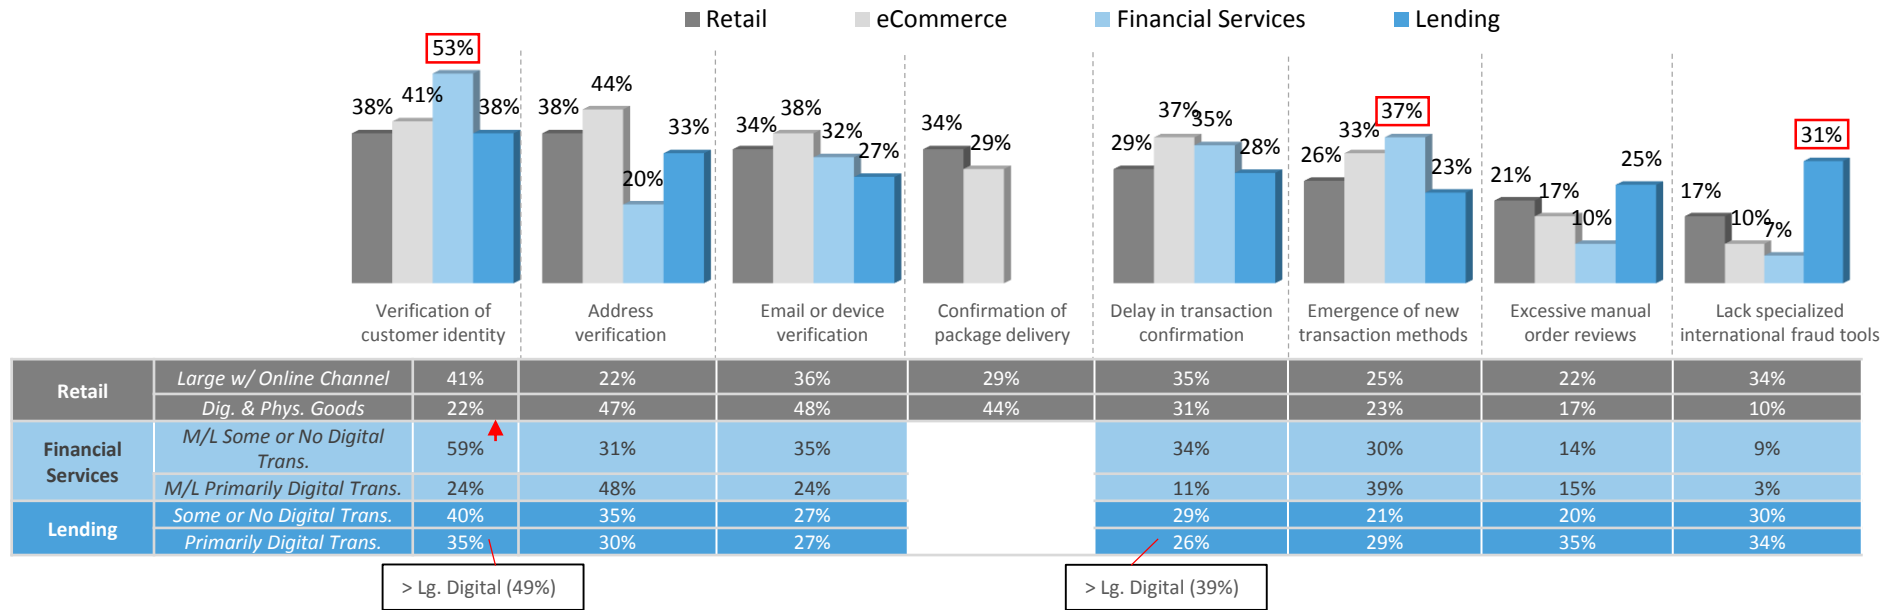 Retail eCommerce Financial Services Lending
38% 41% 53% 38%
38% 44% 20% 33%
34% 38% 32% 27%
34% 29%
29% 37% 35% 28%
26% 33% 37% 23%
21% 17% 10% 25%
17% 10% 7% 31%
Verification of
customer identity
Address
verification
Email or device
verification
Confirmation of
package delivery
Delay in transaction
confirmation
Emergence of new
transaction methods
Excessive manual
order reviews
Lack specialized
international fraud tools
Retail
Large w/ Online Channel 41% 22% 36% 29% 35% 25% 22% 34%
Dig. & Phys. Goods 22% 47% 48% 44% 31% 23% 17% 10%
Financial
Services
M/L Some or No Digital
Trans.
59% 31% 35% 34% 30% 14% 9%
M/L Primarily Digital Trans. 24% 48% 24% 11% 39% 15% 3%
Lending
Some or No Digital Trans. 40% 35% 27% 29% 21% 20% 30%
Primarily Digital Trans. 35% 30% 27% 26% 29% 35% 34%
> Lg. Digital (49%)
> Lg. Digital (39%)